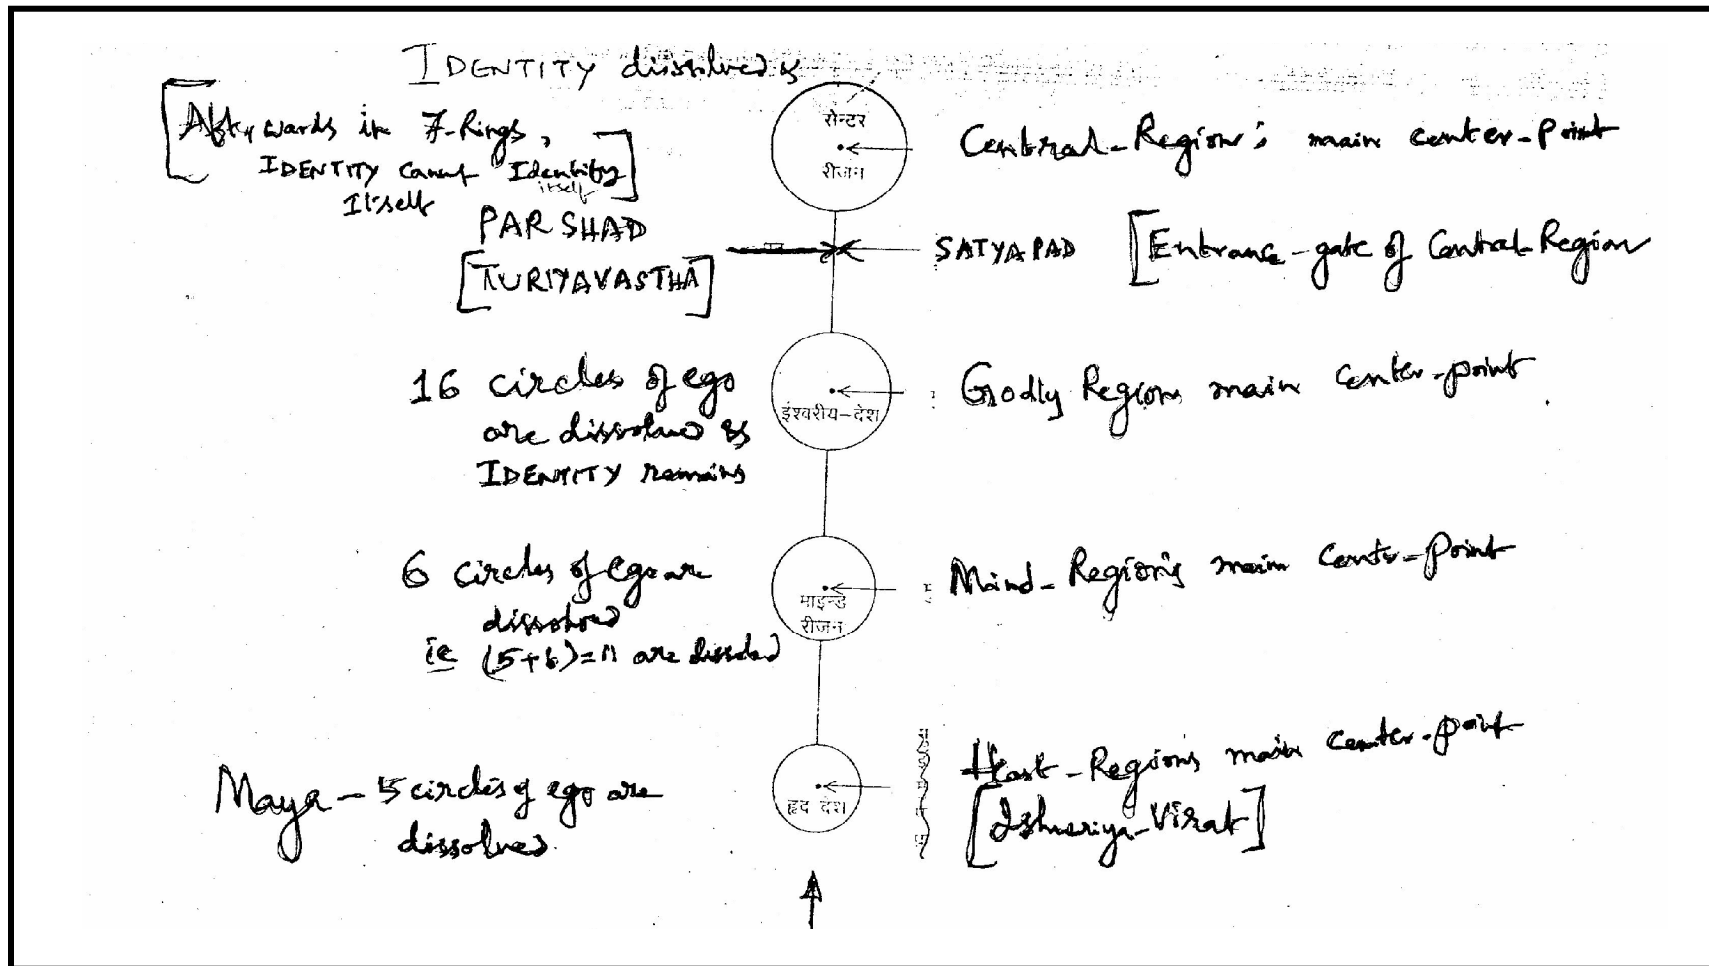 IDENTITY dissolved &
[Afterwards in 7-Rings,
IDENTITY cannot Identity
itself
Itself]
सेन्टर
रीजन
Central-Region's main center-Point
PARSHAD
[TURIYAVASTHA]
SATYAPAD [Entrance-gate of Central-Region
16 circles of ego
are dissolved &
IDENTITY remains
ईश्वरीय-देश
Godly Regions main center-point
6 circles of ego are
dissolved
ie (5+6)=11 are dissolved
माइन्ड
रीजन
Mind-Region's main Center-Point
Maya - 5 circles of ego are
dissolved
हृद देश
Heart-Regions main center-point
[Ishwariya-Virat]